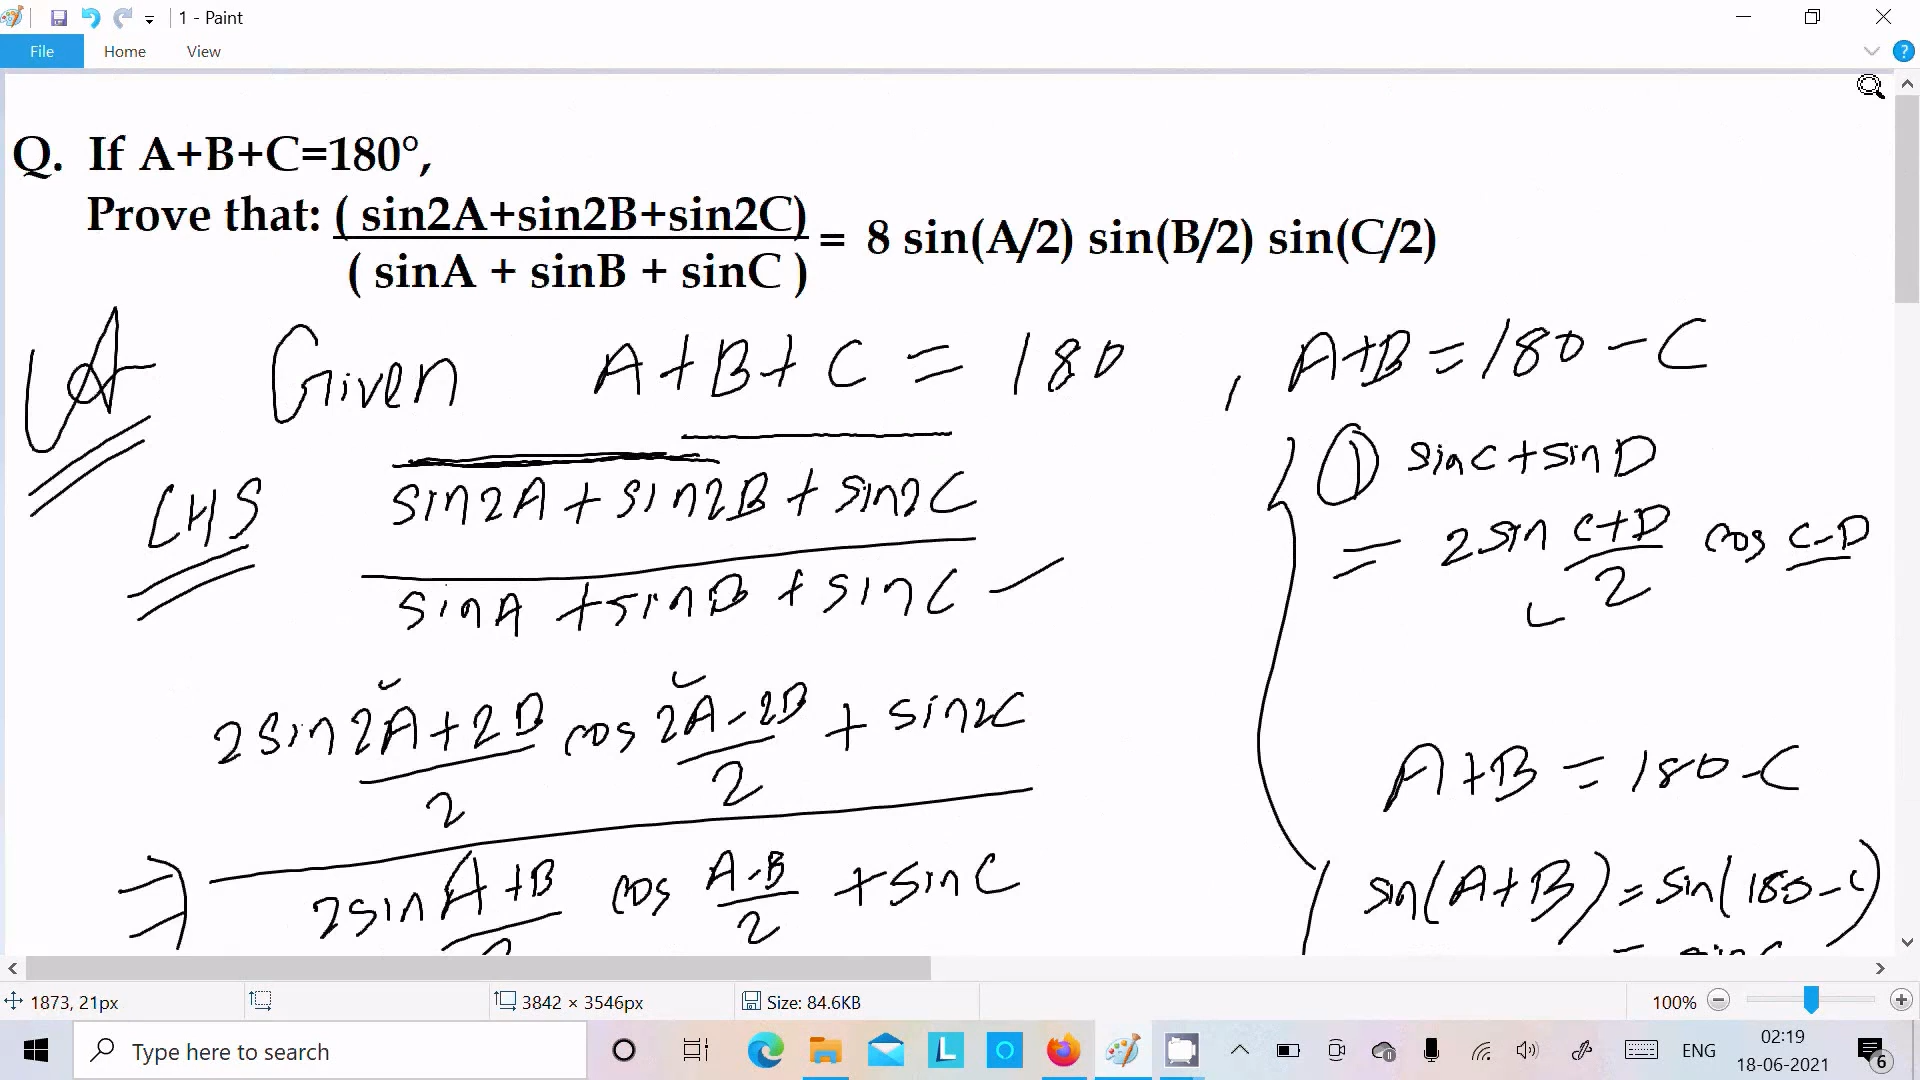 1 - Paint
File Home View
Q. If A+B+C=180°,
Prove that: ( sin2A+sin2B+sin2C) / ( sinA + sinB + sinC ) = 8 sin(A/2) sin(B/2) sin(C/2)
Given A+B+C = 180 , A+B = 180 - C
LHS sin2A + sin2B + sin2C
sinA + sinB + sinC
① sinC + sinD
= 2 sin C+D/2 cos C-D
2sin 2A+2B/2 cos 2A-2B/2 + sin2C
2sin A+B cos A-B/2 + sinC
A+B = 180 - C
sin(A+B) = sin(180-C)
1873, 21px
3842 × 3546px
Size: 84.6KB
100%
Type here to search
ENG
02:19
18-06-2021
6